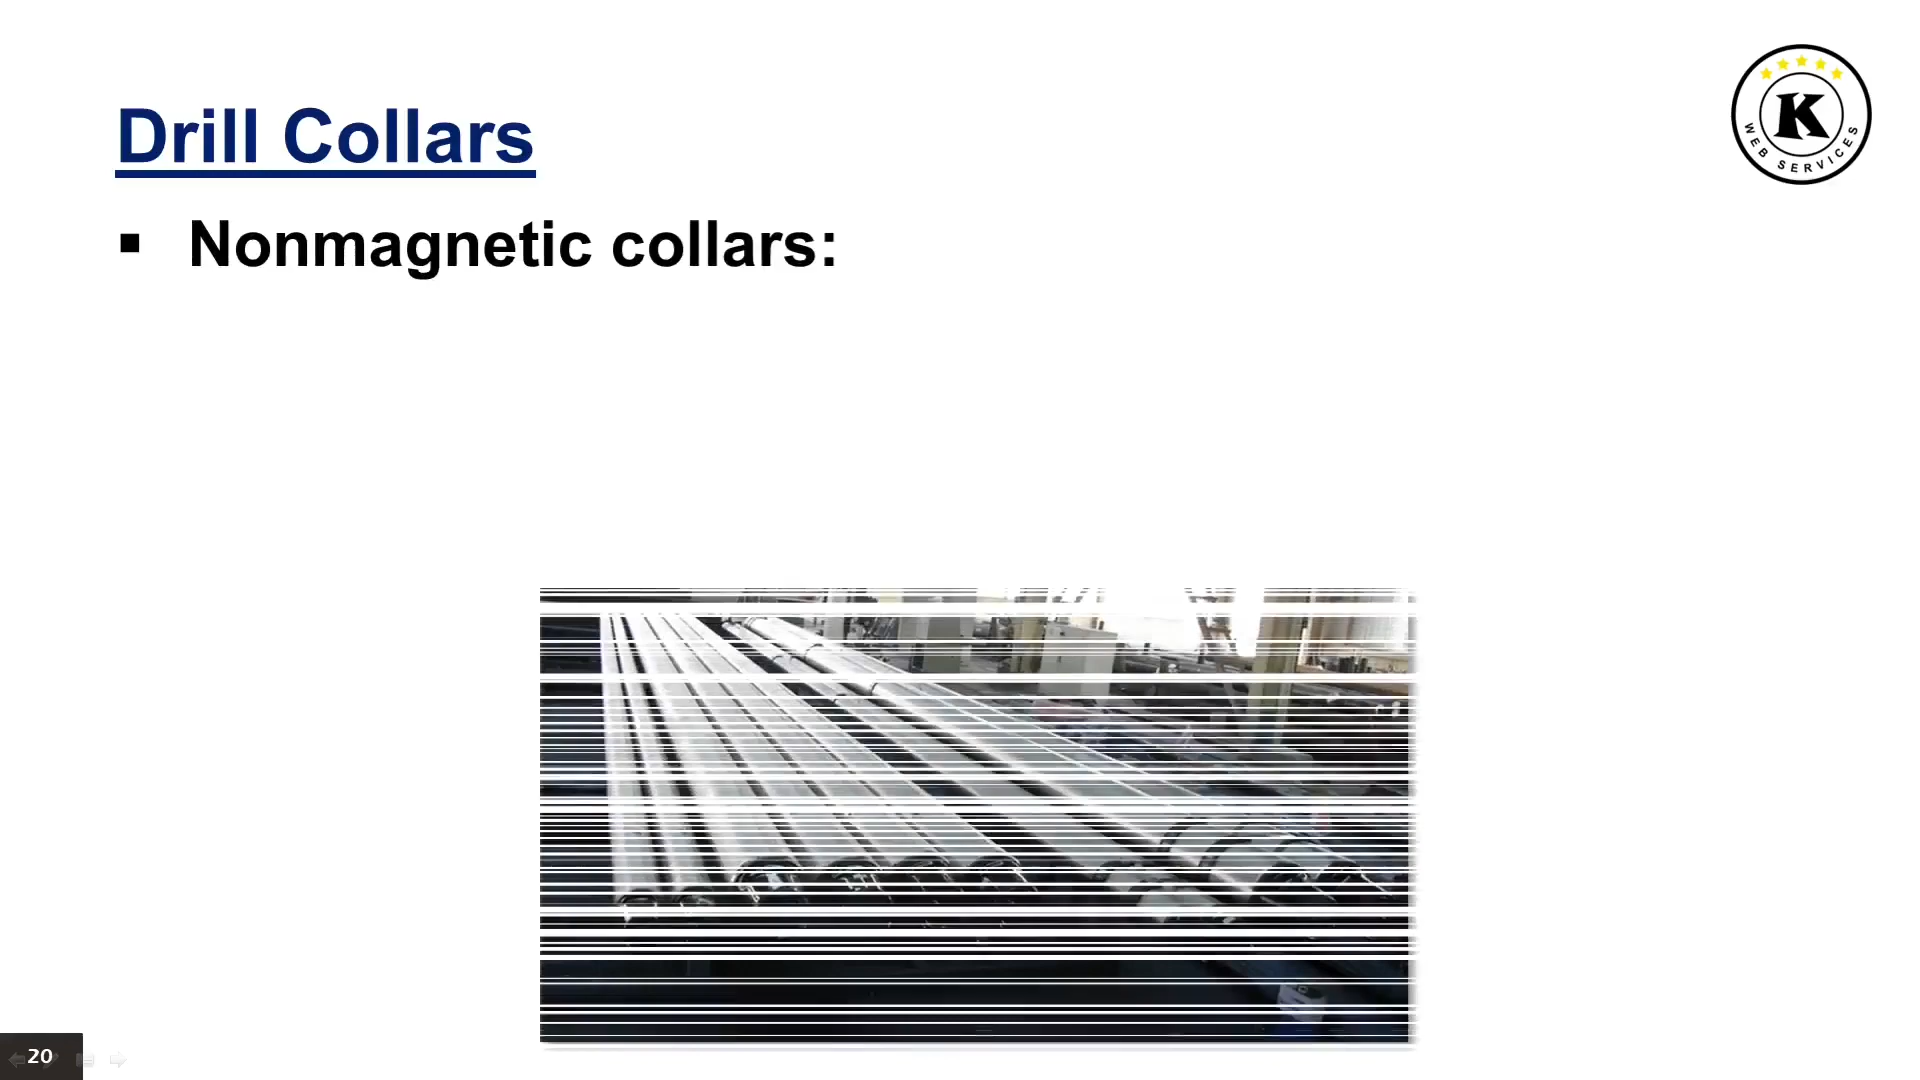 Drill Collars
▪ Nonmagnetic collars:
K
WEB SERVICES
20